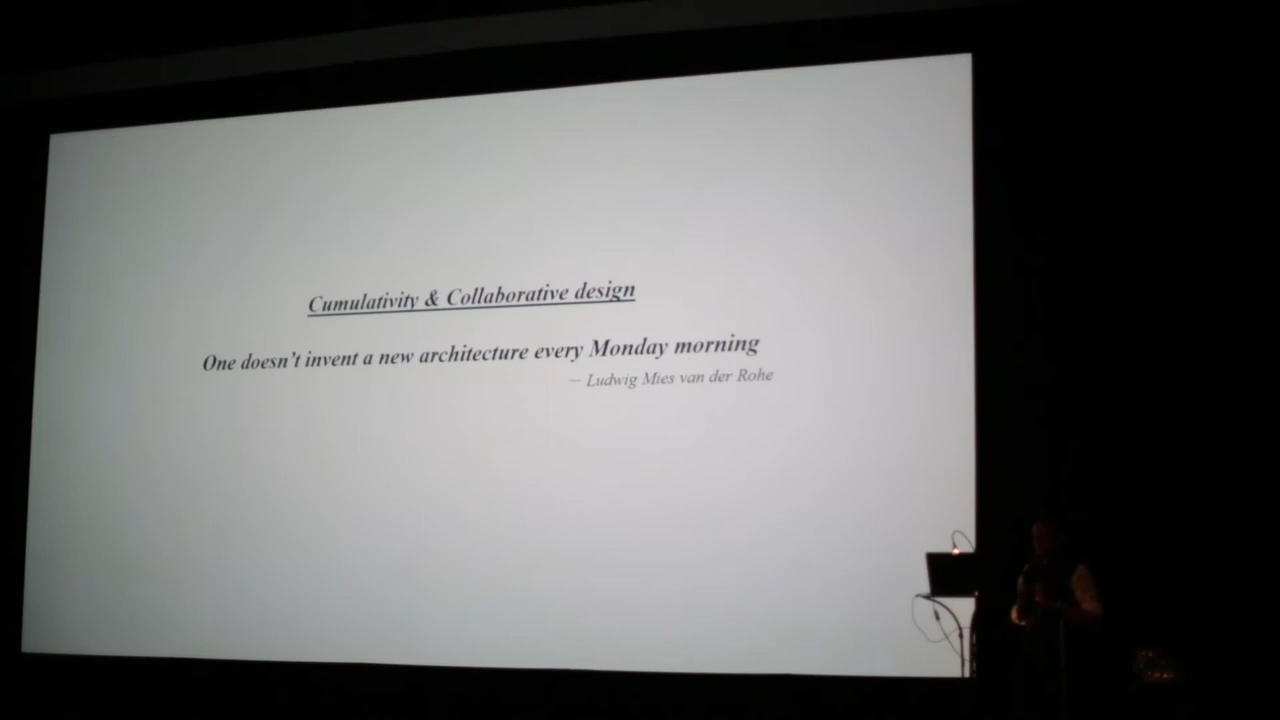 Cumulativity & Collaborative design
One doesn't invent a new architecture every Monday morning
— Ludwig Mies van der Rohe